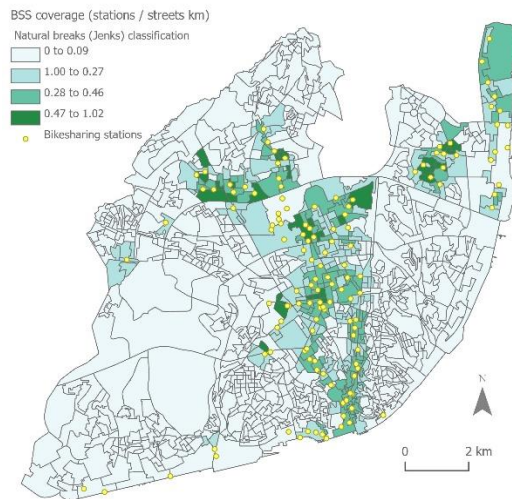 BSS coverage (stations / streets km)
Natural breaks (Jenks) classification
0 to 0.09
1.00 to 0.27
0.28 to 0.46
0.47 to 1.02
Bikesharing stations
N
0 2 km